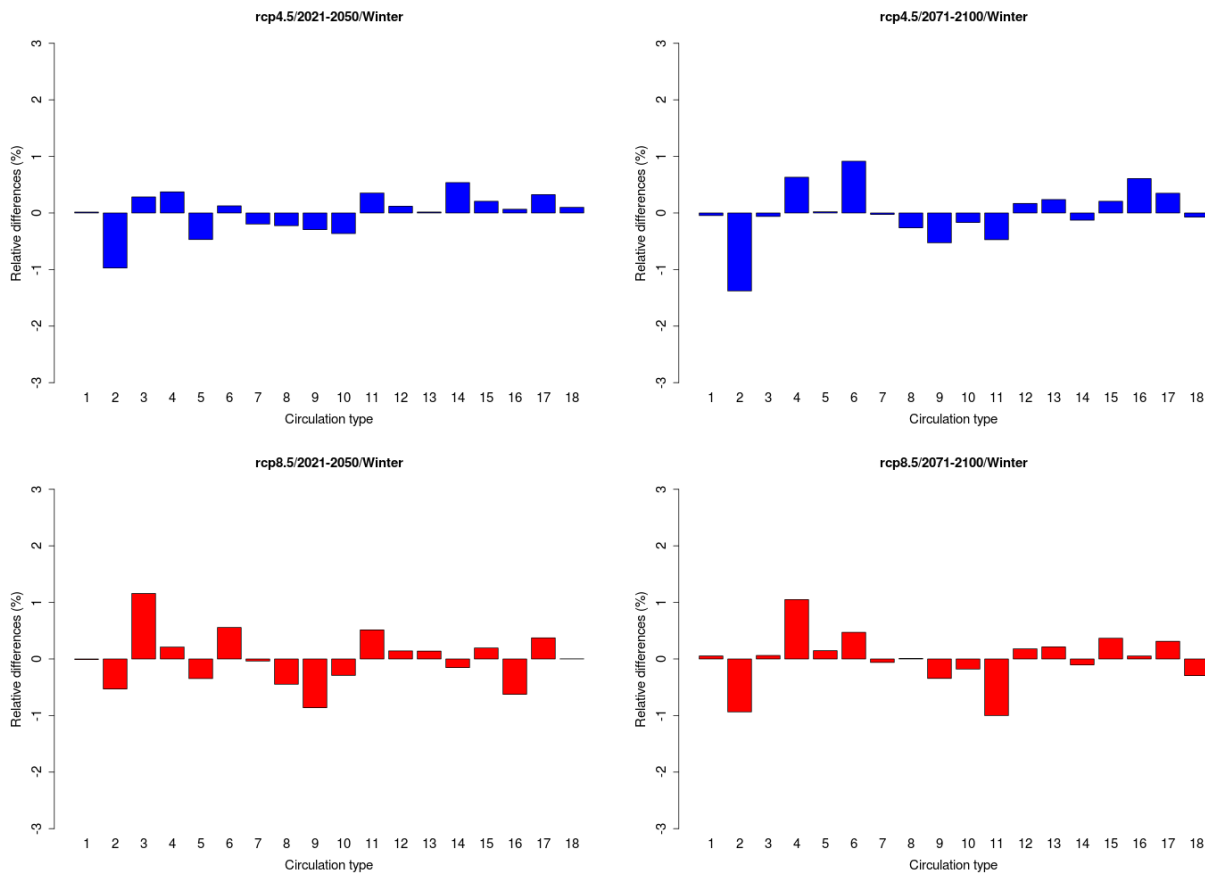 rcp4.5/2021-2050/Winter
Relative differences (%)
3
2
1
0
-1
-2
-3
1 2 3 4 5 6 7 8 9 10 11 12 13 14 15 16 17 18
Circulation type
rcp4.5/2071-2100/Winter
Relative differences (%)
3
2
1
0
-1
-2
-3
1 2 3 4 5 6 7 8 9 10 11 12 13 14 15 16 17 18
Circulation type
rcp8.5/2021-2050/Winter
Relative differences (%)
3
2
1
0
-1
-2
-3
1 2 3 4 5 6 7 8 9 10 11 12 13 14 15 16 17 18
Circulation type
rcp8.5/2071-2100/Winter
Relative differences (%)
3
2
1
0
-1
-2
-3
1 2 3 4 5 6 7 8 9 10 11 12 13 14 15 16 17 18
Circulation type